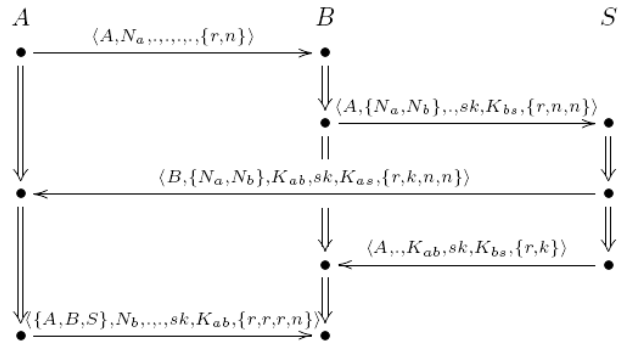 A B S
⟨A,N_a,.,.,.,.,{r,n}⟩
⟨A,{N_a,N_b},.,sk,K_bs,{r,n,n}⟩
⟨B,{N_a,N_b},K_ab,sk,K_as,{r,k,n,n}⟩
⟨A,.,K_ab,sk,K_bs,{r,k}⟩
⟨{A,B,S},N_b,.,.,sk,K_ab,{r,r,r,n}⟩